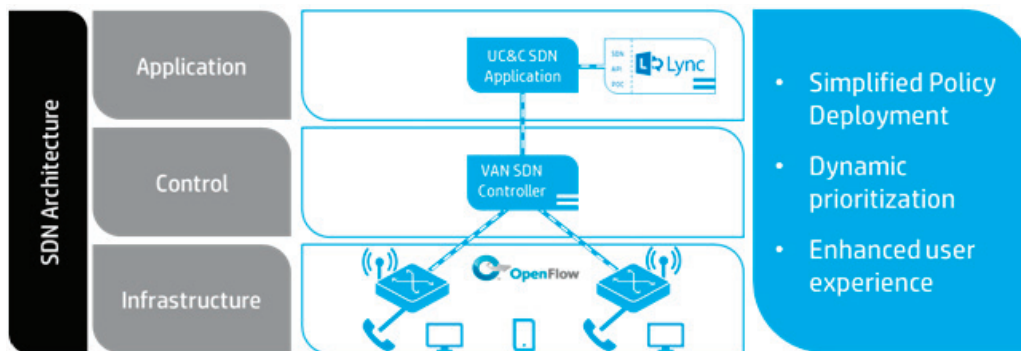 SDN Architecture
Application
Control
Infrastructure
UC&C SDN
Application
SDN
API
POC
Lync
VAN SDN
Controller
OpenFlow
• Simplified Policy
Deployment
• Dynamic
prioritization
• Enhanced user
experience